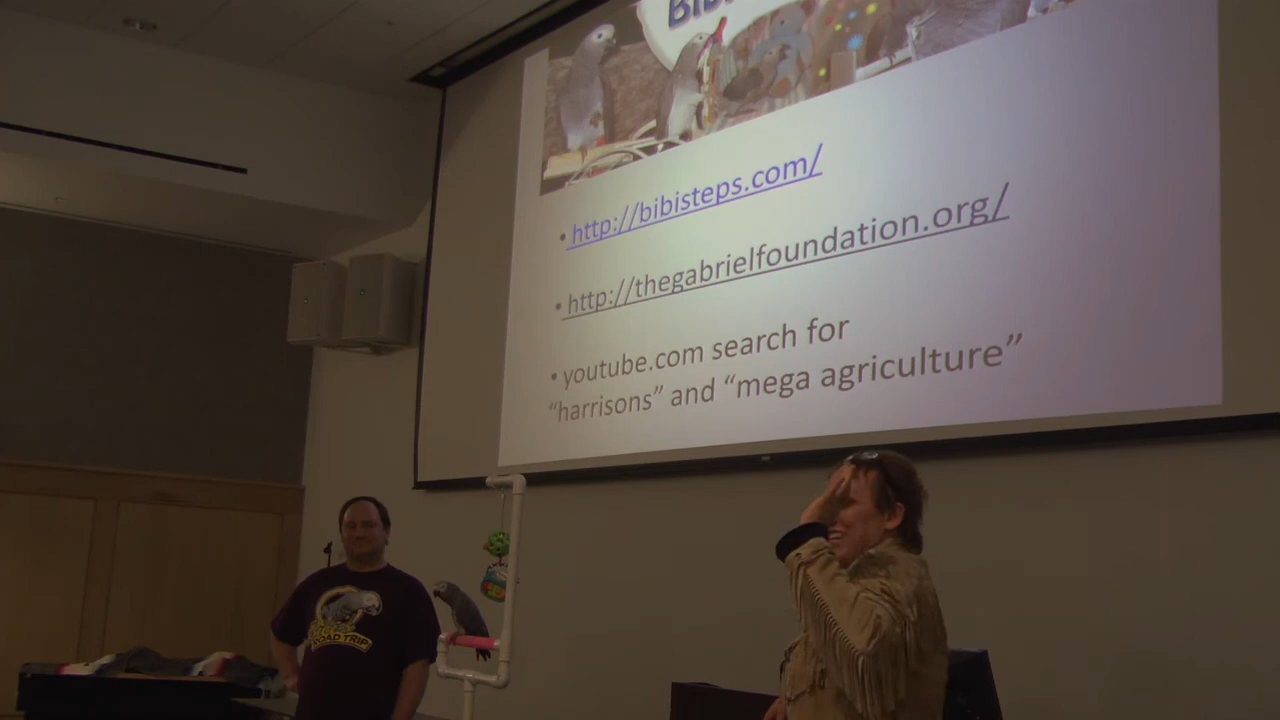 • http://bibisteps.com/
• http://thegabrielfoundation.org/
• youtube.com search for
“harrisons” and “mega agriculture”
ROAD TRIP